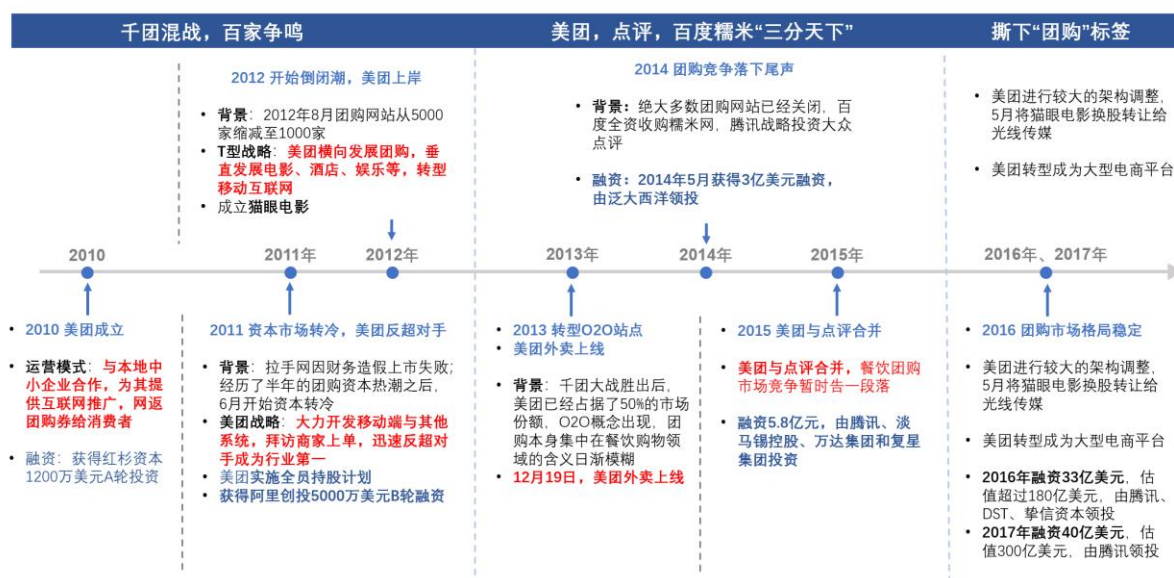 千团混战，百家争鸣
美团，点评，百度糯米“三分天下”
撕下“团购”标签
2012 开始倒闭潮，美团上岸
• 背景：2012年8月团购网站从5000
家缩减至1000家
• T型战略：美团横向发展团购，垂
直发展电影、酒店、娱乐等，转型
移动互联网
• 成立猫眼电影
2014 团购竞争落下尾声
• 背景：绝大多数团购网站已经关闭，百
度全资收购糯米网，腾讯战略投资大众
点评
• 融资：2014年5月获得3亿美元融资，
由泛大西洋领投
• 美团进行较大的架构调整，
5月将猫眼电影换股转让给
光线传媒
• 美团转型成为大型电商平台
2010
2011年
2012年
2013年
2014年
2015年
2016年、2017年
• 2010 美团成立
• 运营模式：与本地中
小企业合作，为其提
供互联网推广，网返
团购券给消费者
• 融资：获得红杉资本
1200万美元A轮投资
2011 资本市场转冷，美团反超对手
• 背景：拉手网因财务造假上市失败；
经历了半年的团购资本热潮之后，
6月开始资本转冷
• 美团战略：大力开发移动端与其他
系统，拜访商家上单，迅速反超对
手成为行业第一
• 美团实施全员持股计划
• 获得阿里创投5000万美元B轮融资
• 2013 转型O2O站点
• 美团外卖上线
• 背景：千团大战胜出后，
美团已经占据了50%的市场
份额，O2O概念出现，团
购本身集中在餐饮购物领
域的含义日渐模糊
• 12月19日，美团外卖上线
• 2015 美团与点评合并
• 美团与点评合并，餐饮团购
市场竞争暂时告一段落
• 融资5.8亿元，由腾讯、淡
马锡控股、万达集团和复星
集团投资
• 2016 团购市场格局稳定
• 美团进行较大的架构调整，
5月将猫眼电影换股转让给
光线传媒
• 美团转型成为大型电商平台
• 2016年融资33亿美元，估
值超过180亿美元，由腾讯、
DST、挚信资本领投
• 2017年融资40亿美元，估
值300亿美元，由腾讯领投